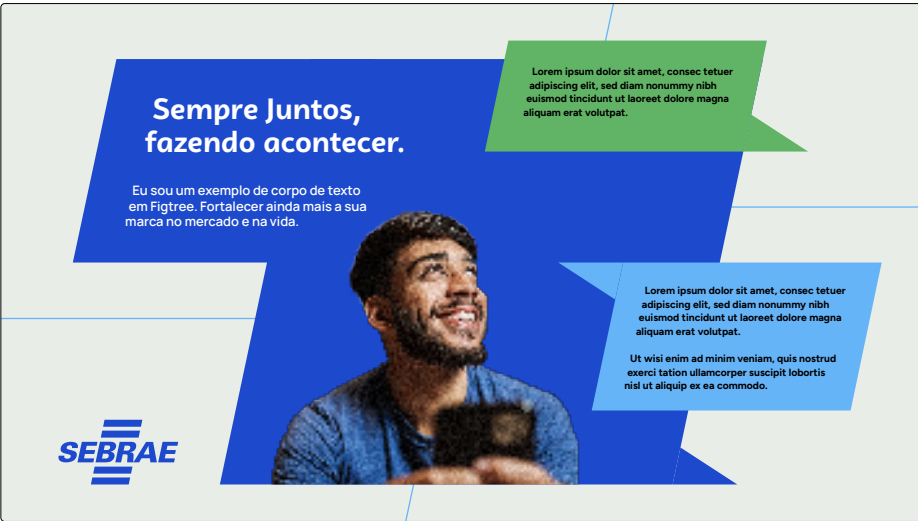 Sempre Juntos,
fazendo acontecer.
Eu sou um exemplo de corpo de texto
em Figtree. Fortalecer ainda mais a sua
marca no mercado e na vida.
Lorem ipsum dolor sit amet, consec tetuer
adipiscing elit, sed diam nonummy nibh
euismod tincidunt ut laoreet dolore magna
aliquam erat volutpat.
Lorem ipsum dolor sit amet, consec tetuer
adipiscing elit, sed diam nonummy nibh
euismod tincidunt ut laoreet dolore magna
aliquam erat volutpat.
Ut wisi enim ad minim veniam, quis nostrud
exerci tation ullamcorper suscipit lobortis
nisl ut aliquip ex ea commodo.
SEBRAE